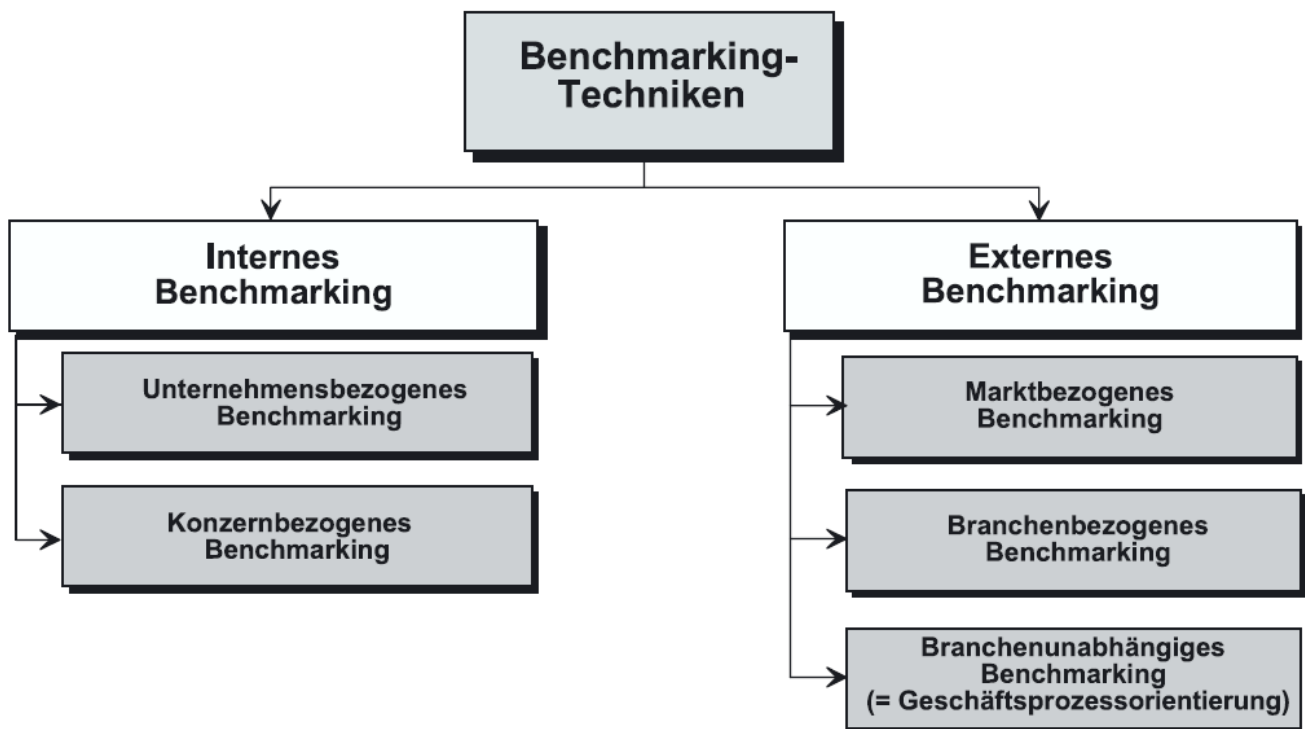 Benchmarking-
Techniken
Internes
Benchmarking
Unternehmensbezogenes
Benchmarking
Konzernbezogenes
Benchmarking
Externes
Benchmarking
Marktbezogenes
Benchmarking
Branchenbezogenes
Benchmarking
Branchenunabhängiges
Benchmarking
(= Geschäftsprozessorientierung)